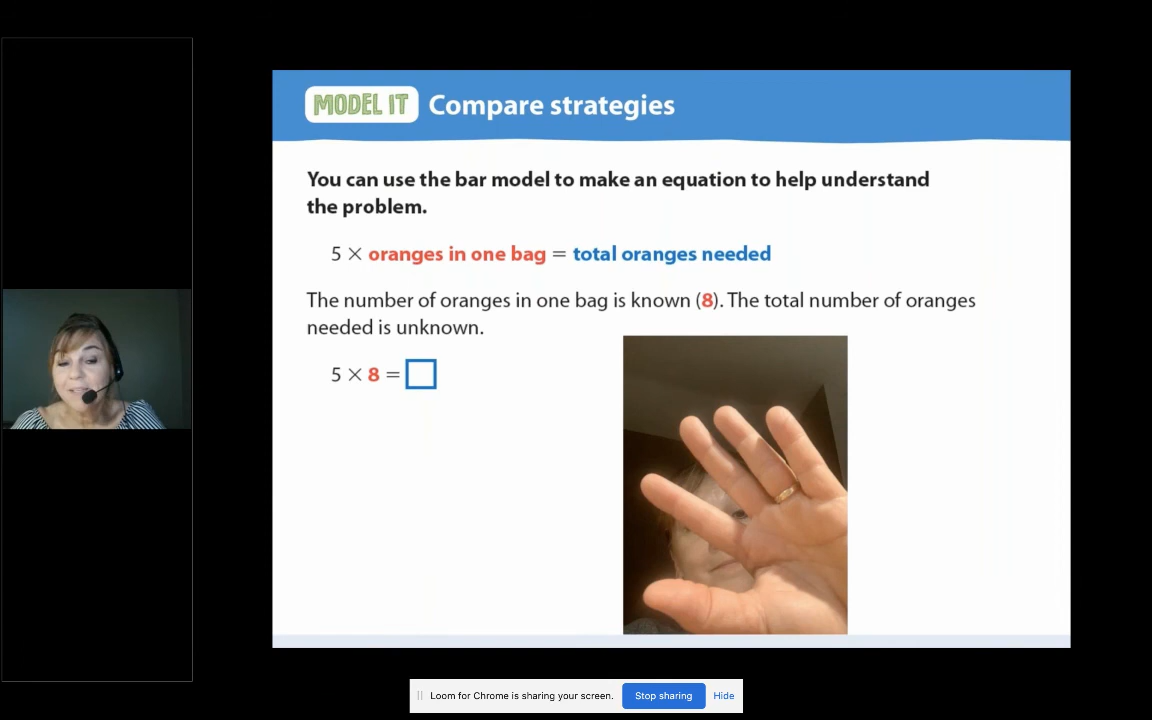 MODEL IT Compare strategies
You can use the bar model to make an equation to help understand
the problem.
5 × oranges in one bag = total oranges needed
The number of oranges in one bag is known (8). The total number of oranges
needed is unknown.
5 × 8 =
Loom for Chrome is sharing your screen. Stop sharing Hide